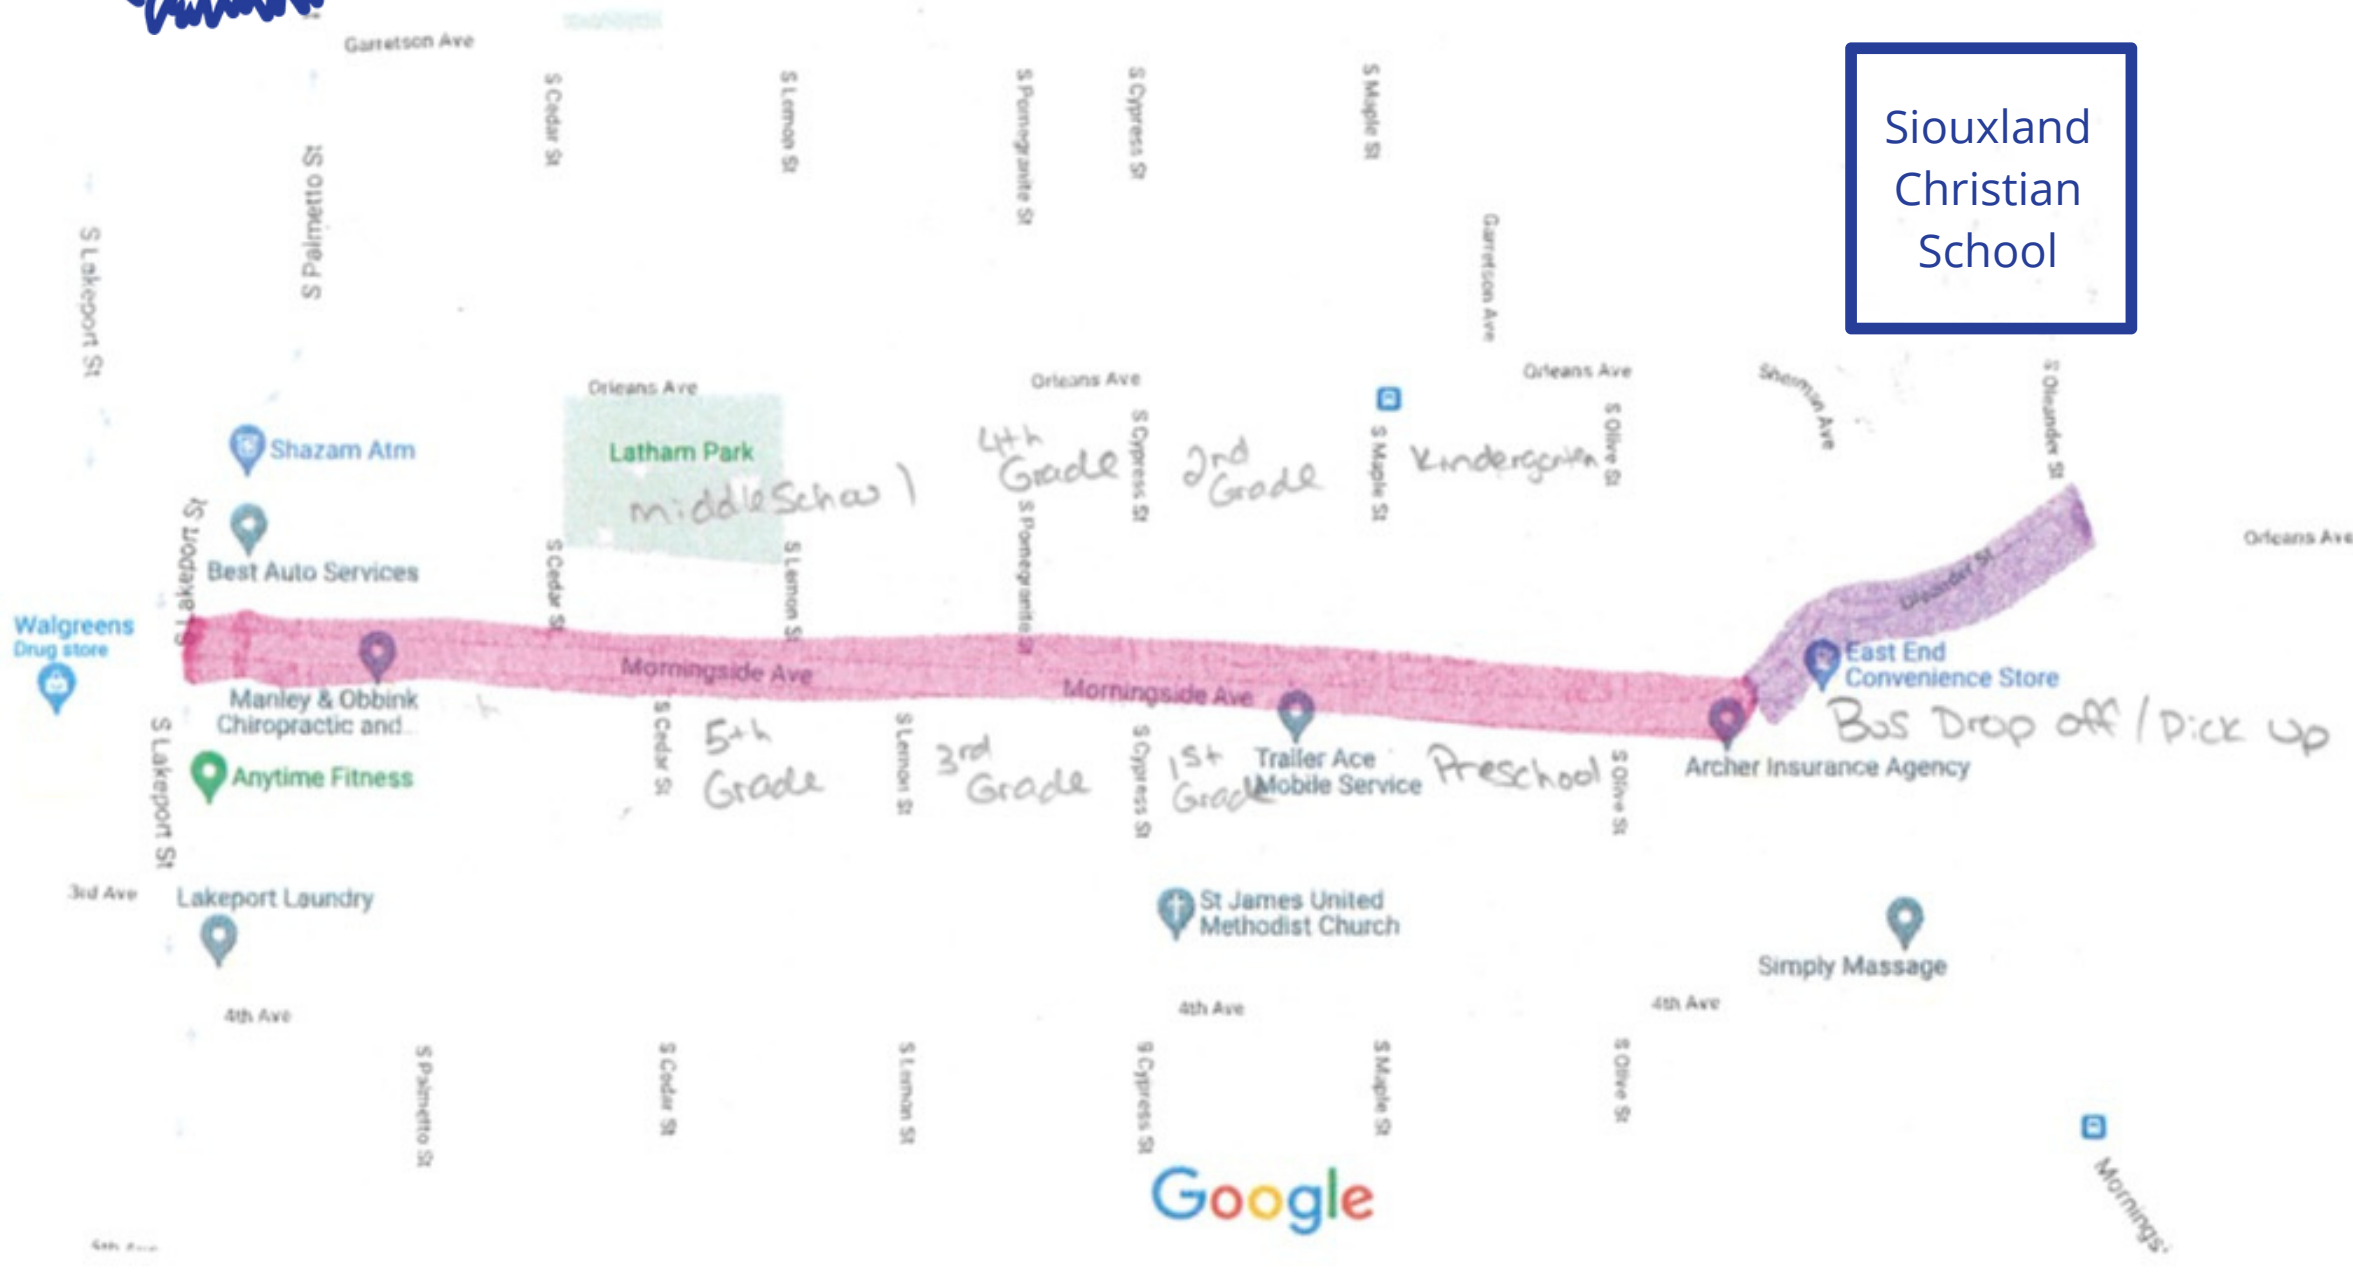 Garretson Ave
S Cedar St
S Lemon St
S Pomegranite St
S Cypress St
S Maple St
Siouxland
Christian
School
S Palmetto St
S Lakeport St
Garretson Ave
Orleans Ave
Orleans Ave
Orleans Ave
Sherman Ave
S Oleander St
Shazam Atm
Latham Park
4th
Grade
S Cypress St
2rd
Grade
S Maple St
Kindergarten
S Olive St
middle School
S Lakeport St
Best Auto Services
S Cedar St
S Lemon St
S Pomegranite St
Orleans Ave
Oleander St
Walgreens
Drug store
Morningside Ave
Morningside Ave
East End
Convenience Store
Manley & Obbink
Chiropractic and...
Bus Drop off / Pick up
S Lakeport St
Anytime Fitness
S Cedar St
5th
Grade
S Lemon St
3rd
Grade
S Cypress St
1st
Grade
Trailer Ace
Mobile Service
Preschool
S Olive St
Archer Insurance Agency
3rd Ave
Lakeport Laundry
St James United
Methodist Church
Simply Massage
4th Ave
4th Ave
4th Ave
S Palmetto St
S Cedar St
S Lemon St
S Cypress St
S Maple St
S Olive St
Google
Mornings